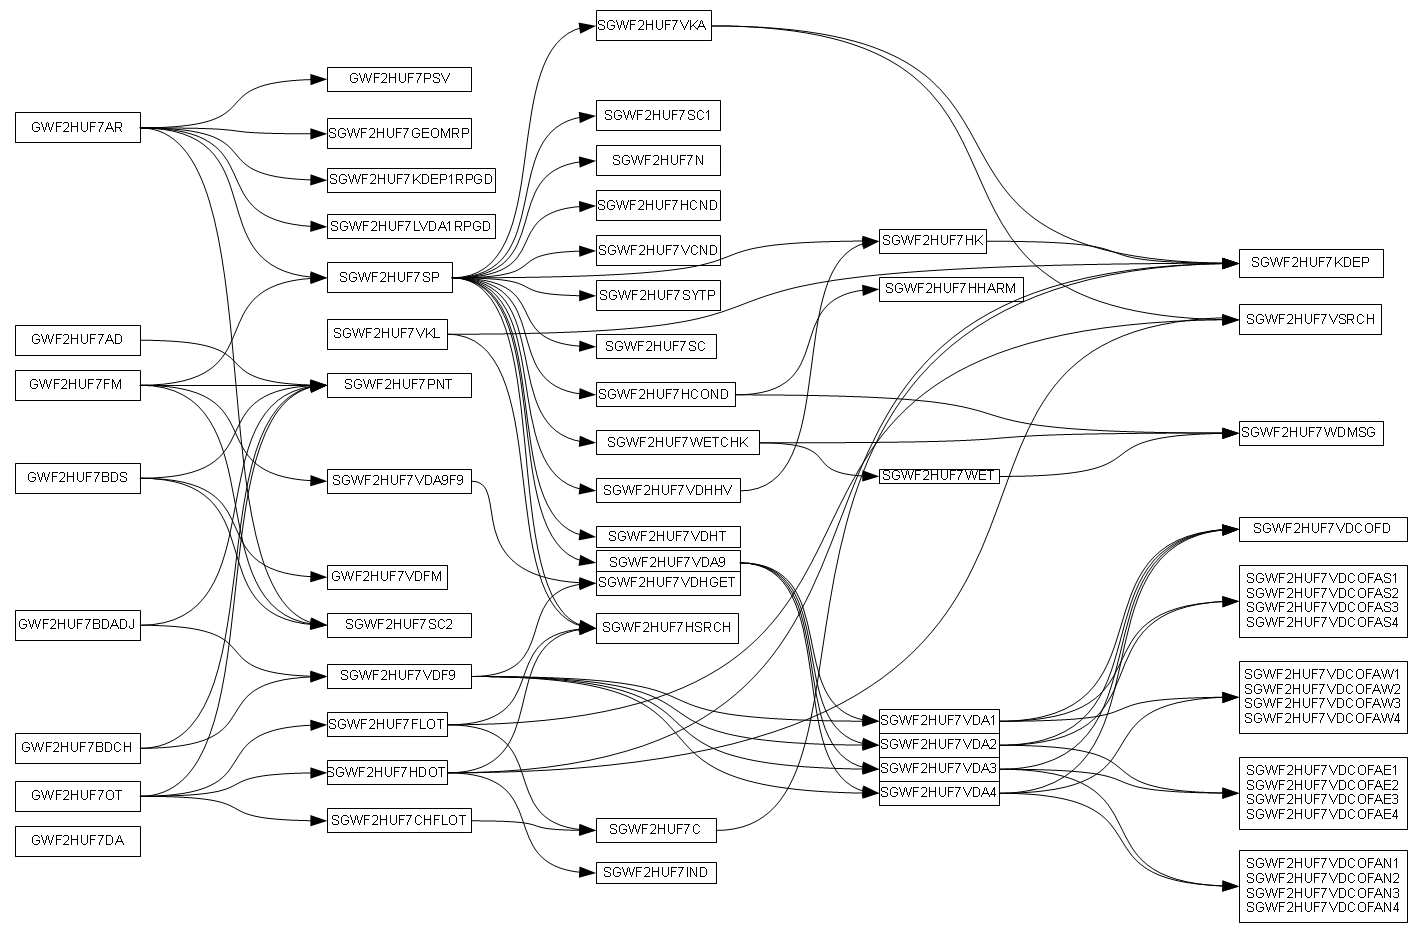 GWF2HUF7AR
GWF2HUF7AD
GWF2HUF7FM
GWF2HUF7BDS
GWF2HUF7BDADJ
GWF2HUF7BDCH
GWF2HUF7OT
GWF2HUF7DA
GWF2HUF7PSV
SGWF2HUF7GEOMRP
SGWF2HUF7KDEP1RPGD
SGWF2HUF7LVDA1RPGD
SGWF2HUF7SP
SGWF2HUF7VKL
SGWF2HUF7PNT
SGWF2HUF7VDA9F9
GWF2HUF7VDFM
SGWF2HUF7SC2
SGWF2HUF7VDF9
SGWF2HUF7FLOT
SGWF2HUF7HDOT
SGWF2HUF7CHFLOT
SGWF2HUF7VKA
SGWF2HUF7SC1
SGWF2HUF7N
SGWF2HUF7HCND
SGWF2HUF7VCND
SGWF2HUF7SYTP
SGWF2HUF7SC
SGWF2HUF7HCOND
SGWF2HUF7WETCHK
SGWF2HUF7VDHHV
SGWF2HUF7VDHT
SGWF2HUF7VDA9
SGWF2HUF7VDHGET
SGWF2HUF7HSRCH
SGWF2HUF7C
SGWF2HUF7IND
SGWF2HUF7HK
SGWF2HUF7HHARM
SGWF2HUF7WET
SGWF2HUF7VDA1
SGWF2HUF7VDA2
SGWF2HUF7VDA3
SGWF2HUF7VDA4
SGWF2HUF7KDEP
SGWF2HUF7VSRCH
SGWF2HUF7WDMSG
SGWF2HUF7VDCOFD
SGWF2HUF7VDCOFAS1
SGWF2HUF7VDCOFAS2
SGWF2HUF7VDCOFAS3
SGWF2HUF7VDCOFAS4
SGWF2HUF7VDCOFAW1
SGWF2HUF7VDCOFAW2
SGWF2HUF7VDCOFAW3
SGWF2HUF7VDCOFAW4
SGWF2HUF7VDCOFAE1
SGWF2HUF7VDCOFAE2
SGWF2HUF7VDCOFAE3
SGWF2HUF7VDCOFAE4
SGWF2HUF7VDCOFAN1
SGWF2HUF7VDCOFAN2
SGWF2HUF7VDCOFAN3
SGWF2HUF7VDCOFAN4